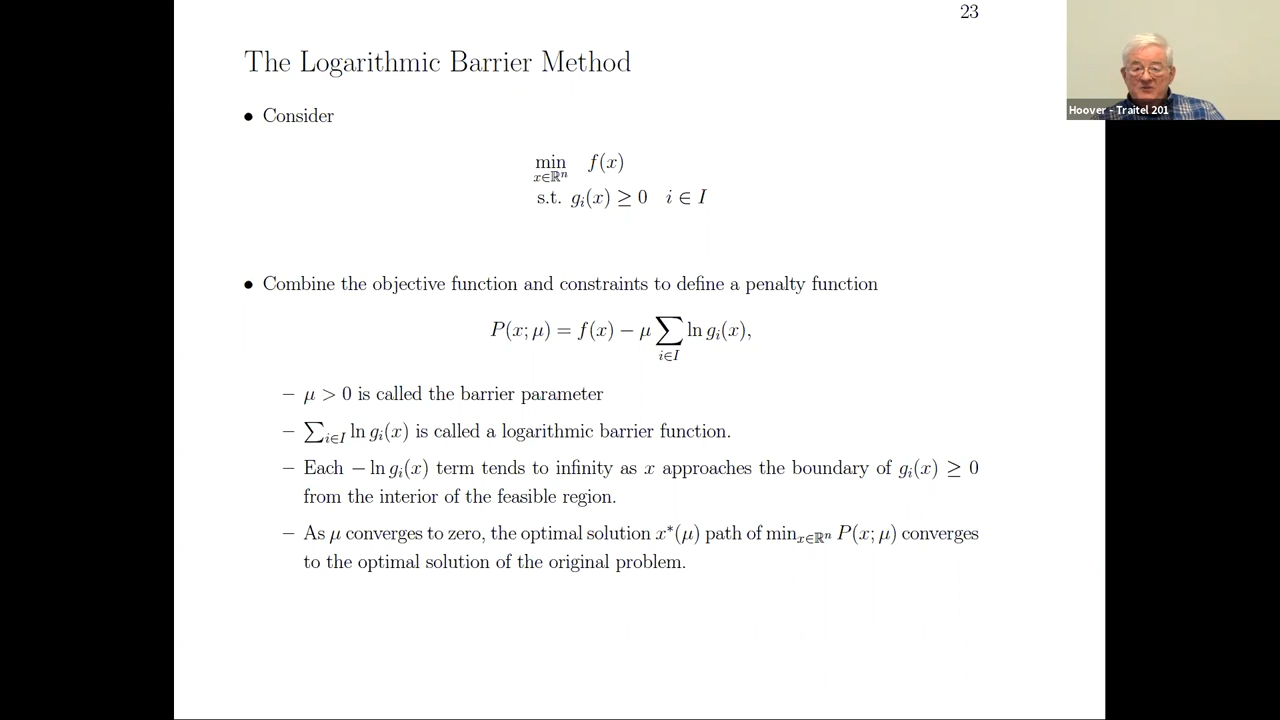 23
Hoover - Traitel 201
The Logarithmic Barrier Method
• Consider
min f(x)
x∈ℝⁿ
s.t. gᵢ(x) ≥ 0 i ∈ I
• Combine the objective function and constraints to define a penalty function
P(x; μ) = f(x) − μ ∑ ln gᵢ(x),
i∈I
– μ > 0 is called the barrier parameter
– ∑_{i∈I} ln gᵢ(x) is called a logarithmic barrier function.
– Each − ln gᵢ(x) term tends to infinity as x approaches the boundary of gᵢ(x) ≥ 0
from the interior of the feasible region.
– As μ converges to zero, the optimal solution x*(μ) path of min_{x∈ℝⁿ} P(x; μ) converges
to the optimal solution of the original problem.